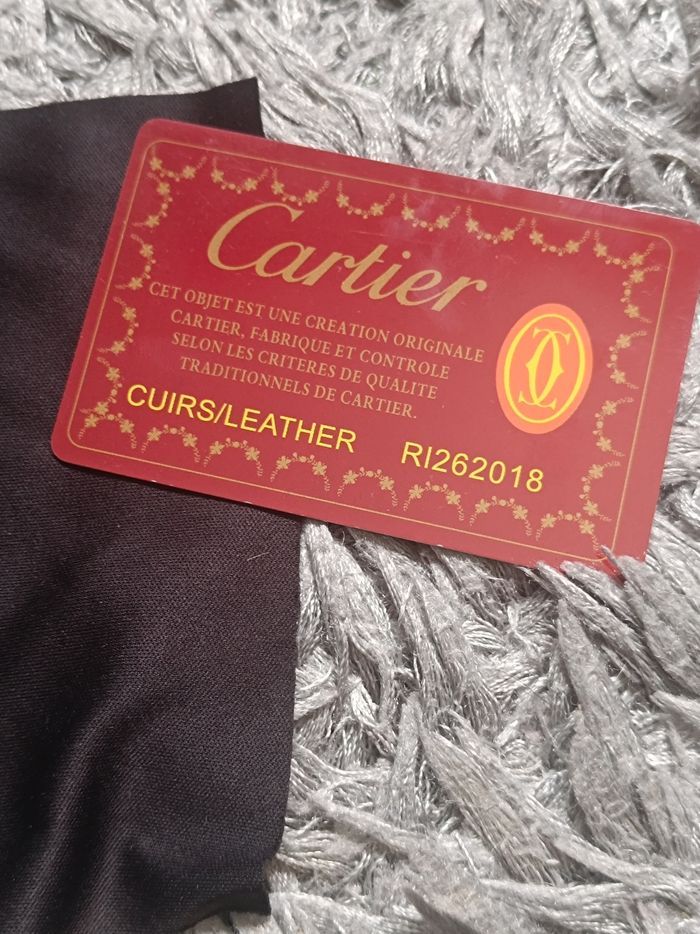 Cartier
CET OBJET EST UNE CREATION ORIGINALE
CARTIER, FABRIQUE ET CONTROLE
SELON LES CRITERES DE QUALITE
TRADITIONNELS DE CARTIER.
CUIRS/LEATHER RI262018